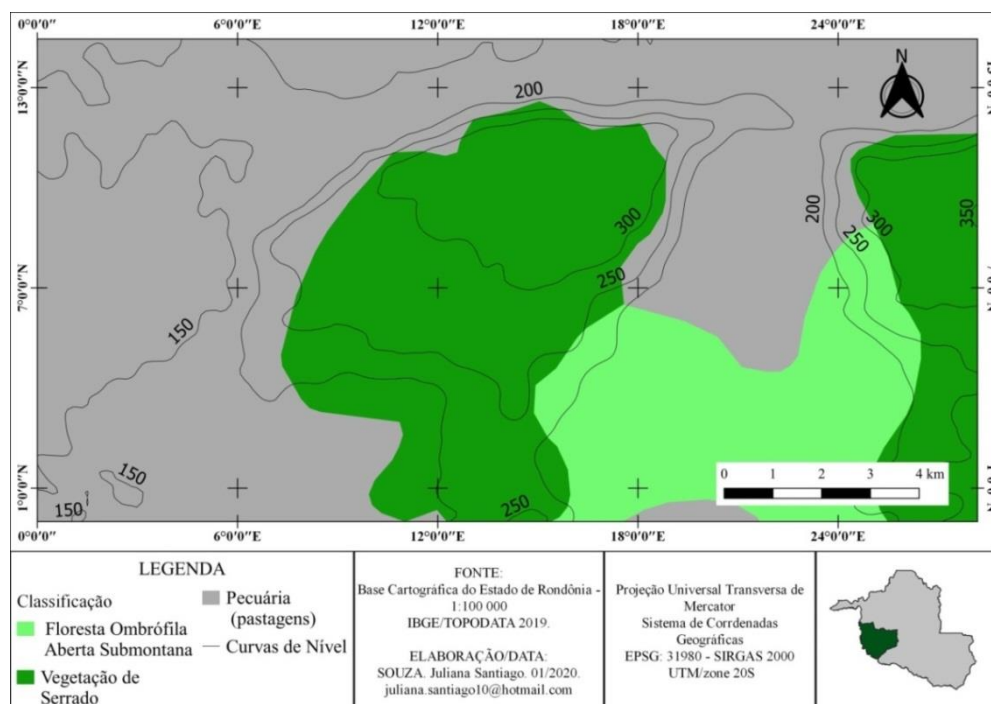 0°0'0"E 6°0'0"E 12°0'0"E 18°0'0"E 24°0'0"E
13°0'0"N
7°0'0"N
1°0'0"N
N
200
300
250
150
150
150
250
200
250
300
350
0 1 2 3 4 km
0°0'0"E 6°0'0"E 12°0'0"E 18°0'0"E 24°0'0"E
LEGENDA
Classificação
Floresta Ombrófila
Aberta Submontana
Vegetação de
Serrado
Pecuária
(pastagens)
Curvas de Nível
FONTE:
Base Cartográfica do Estado de Rondônia -
1:100 000
IBGE/TOPODATA 2019.
ELABORAÇÃO/DATA:
SOUZA. Juliana Santiago. 01/2020.
juliana.santiago10@hotmail.com
Projeção Universal Transversa de
Mercator
Sistema de Corrdenadas
Geográficas
EPSG: 31980 - SIRGAS 2000
UTM/zone 20S